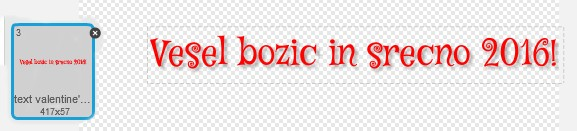 3
Vesel bozic in srecno 2016!
Vesel bozic in srecno 2016
text valentine'...
417x57